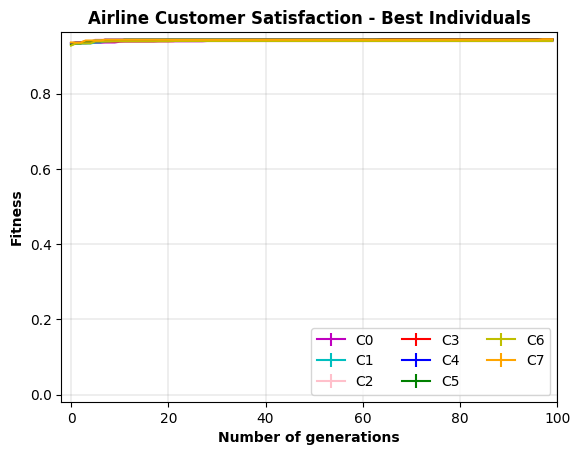 Airline Customer Satisfaction - Best Individuals
Fitness
0.8
0.6
0.4
0.2
0.0
C0 C3 C6
C1 C4 C7
C2 C5
0 20 40 60 80 100
Number of generations